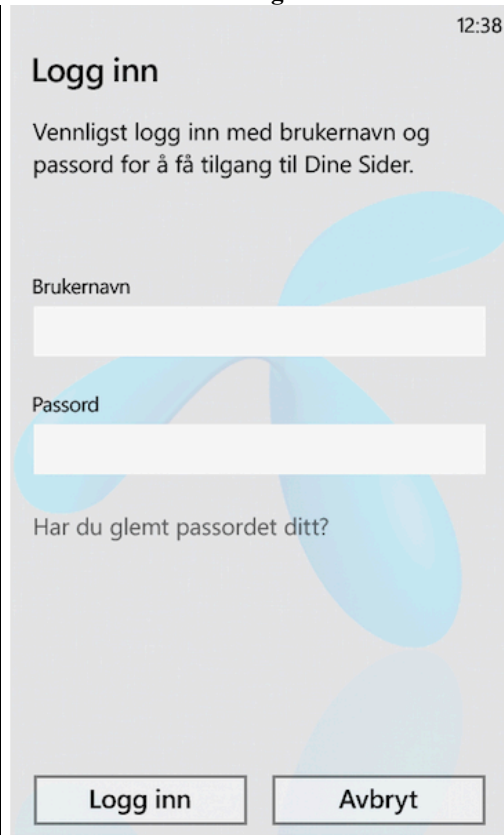 12:38
Logg inn
Vennligst logg inn med brukernavn og
passord for å få tilgang til Dine Sider.
Brukernavn
Passord
Har du glemt passordet ditt?
Logg inn
Avbryt